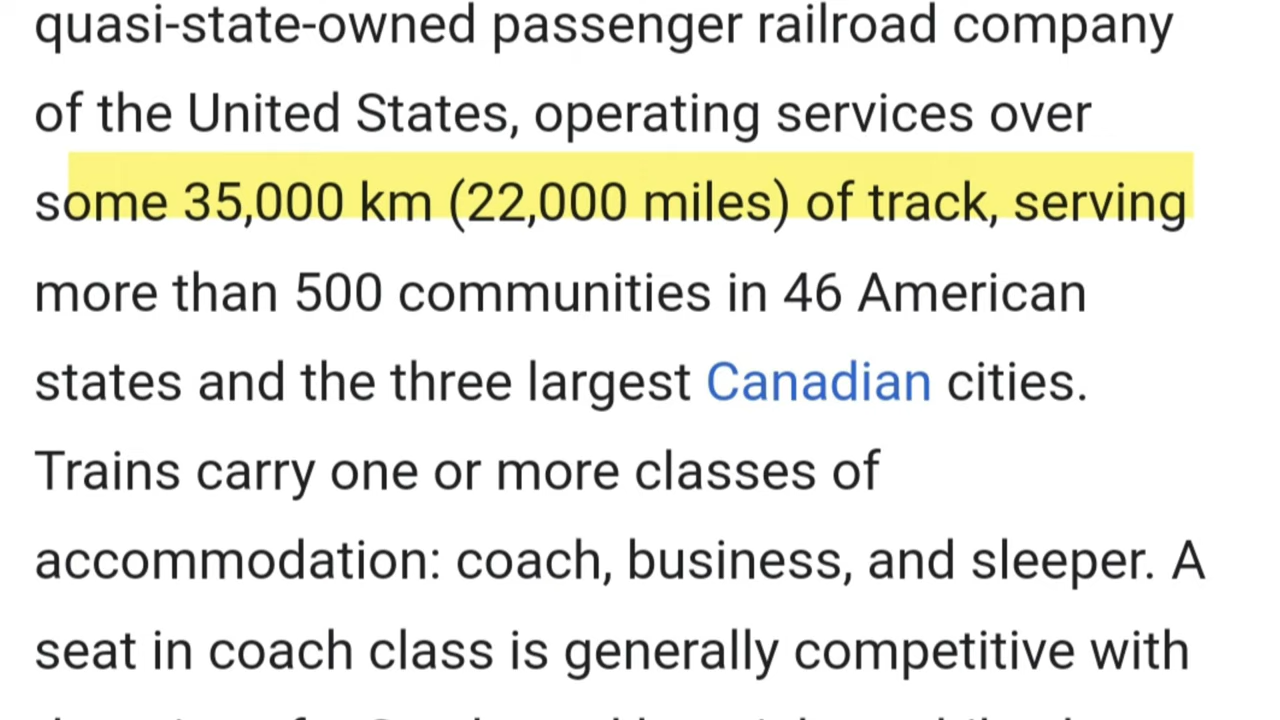 quasi-state-owned passenger railroad company
of the United States, operating services over
some 35,000 km (22,000 miles) of track, serving
more than 500 communities in 46 American
states and the three largest Canadian cities.
Trains carry one or more classes of
accommodation: coach, business, and sleeper. A
seat in coach class is generally competitive with